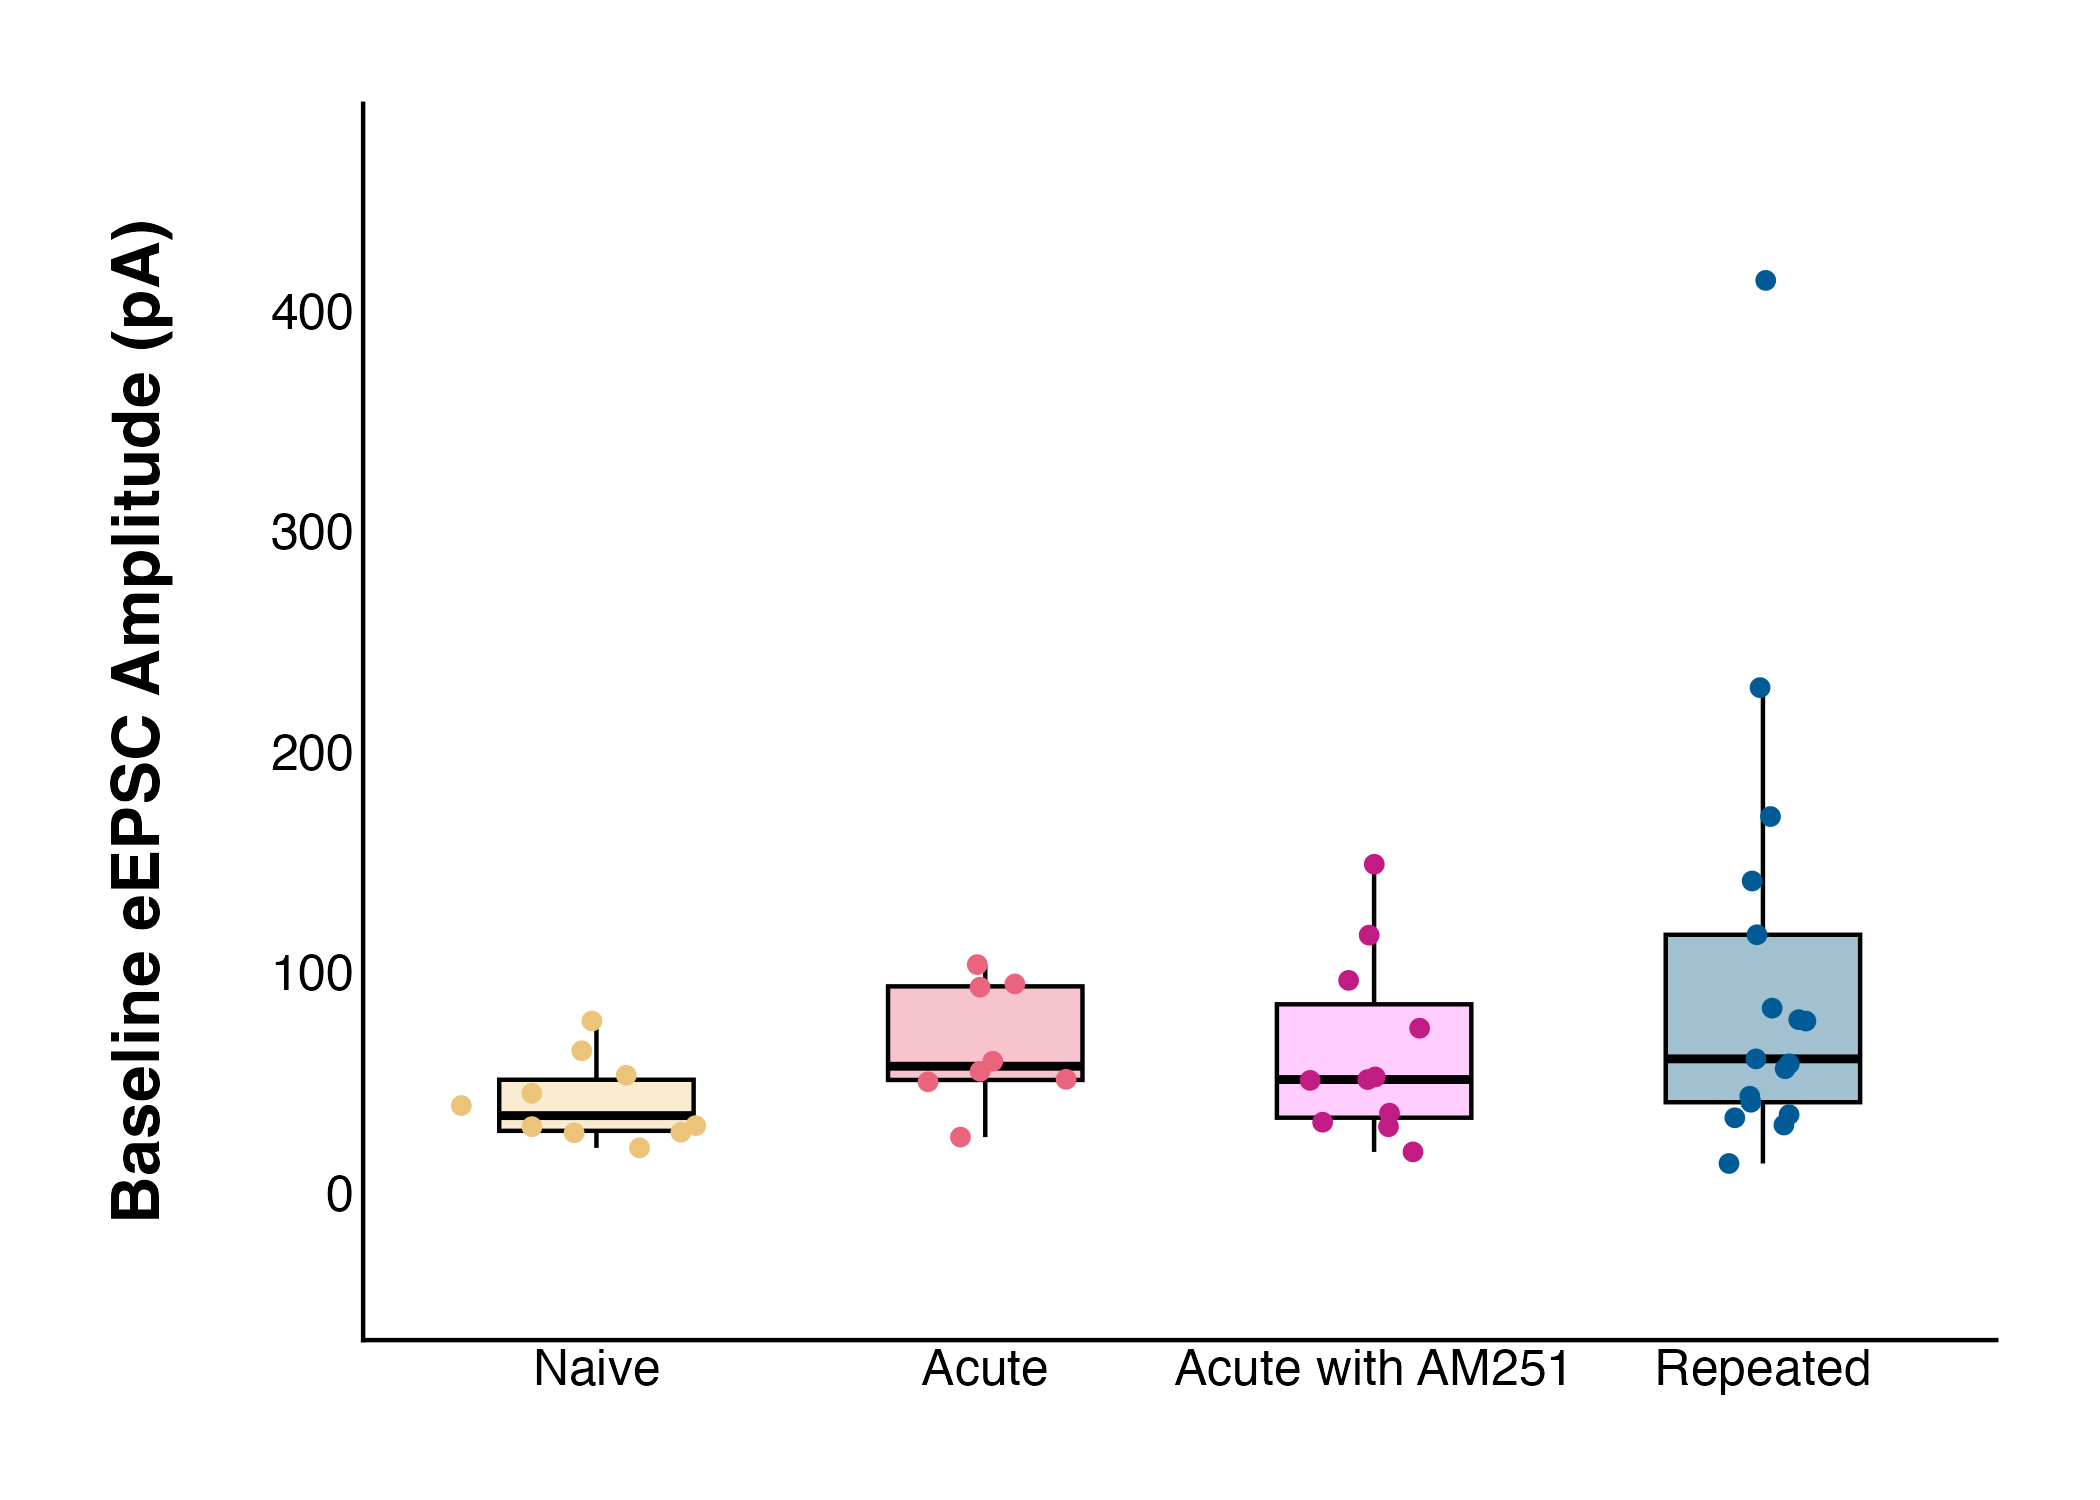 Baseline eEPSC Amplitude (pA)
400
300
200
100
0
Naive
Acute
Acute with AM251
Repeated